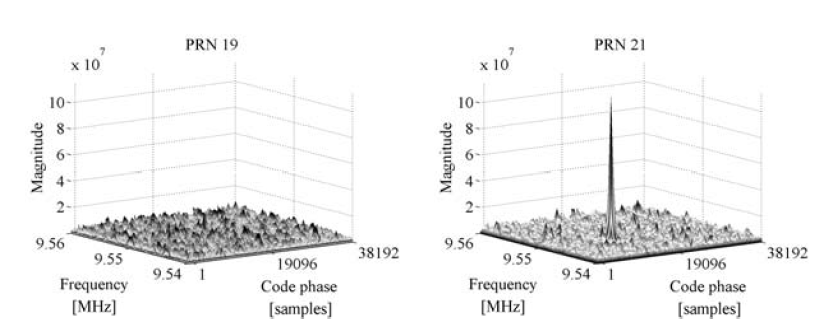 PRN 19
x 10
7
10
8
6
4
2
Magnitude
9.56
9.55
9.54
Frequency
[MHz]
1
19096
38192
Code phase
[samples]
PRN 21
x 10
7
10
8
6
4
2
Magnitude
9.56
9.55
9.54
Frequency
[MHz]
1
19096
38192
Code phase
[samples]